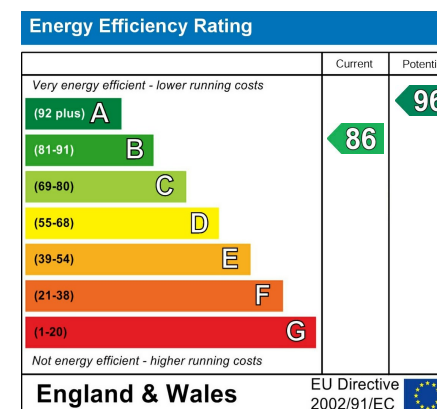 Energy Efficiency Rating
Current Potenti
Very energy efficient - lower running costs
(92 plus) A
96
(81-91) B
86
(69-80) C
(55-68) D
(39-54) E
(21-38) F
(1-20) G
Not energy efficient - higher running costs
England & Wales
EU Directive
2002/91/EC